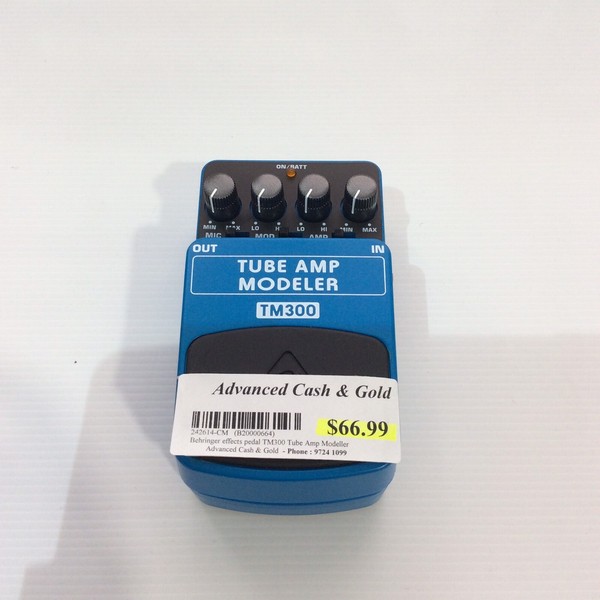 ON/BATT
MIN MAX LO HI LO HI MIN MAX
MIC MOD AMP
OUT IN
TUBE AMP
MODELER
TM300
Advanced Cash & Gold
$66.99
242614-CM (B20000664)
Behringer effects pedal TM300 Tube Amp Modeller
Advanced Cash & Gold - Phone : 9724 1099